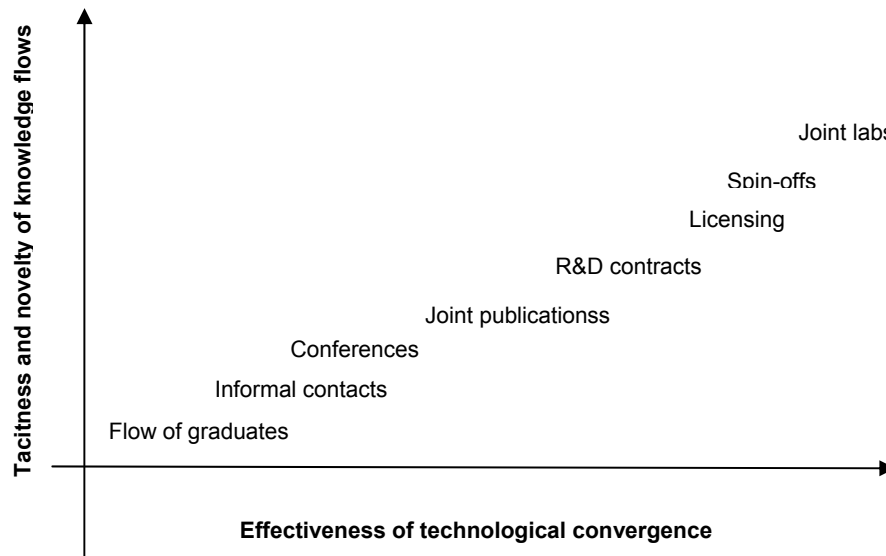 Tacitness and novelty of knowledge flows
Joint labs
Spin-offs
Licensing
R&D contracts
Joint publicationss
Conferences
Informal contacts
Flow of graduates
Effectiveness of technological convergence